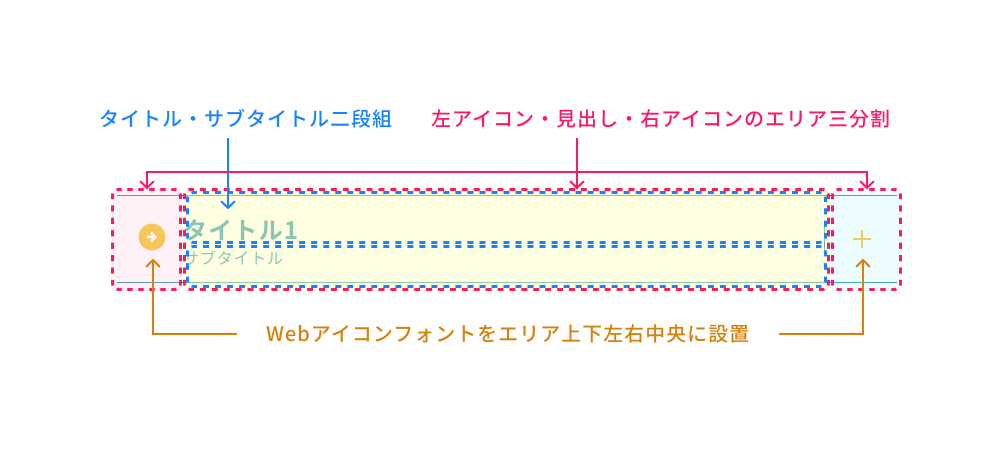 タイトル・サブタイトル二段組
左アイコン・見出し・右アイコンのエリア三分割
タイトル1
サブタイトル
Webアイコンフォントをエリア上下左右中央に設置